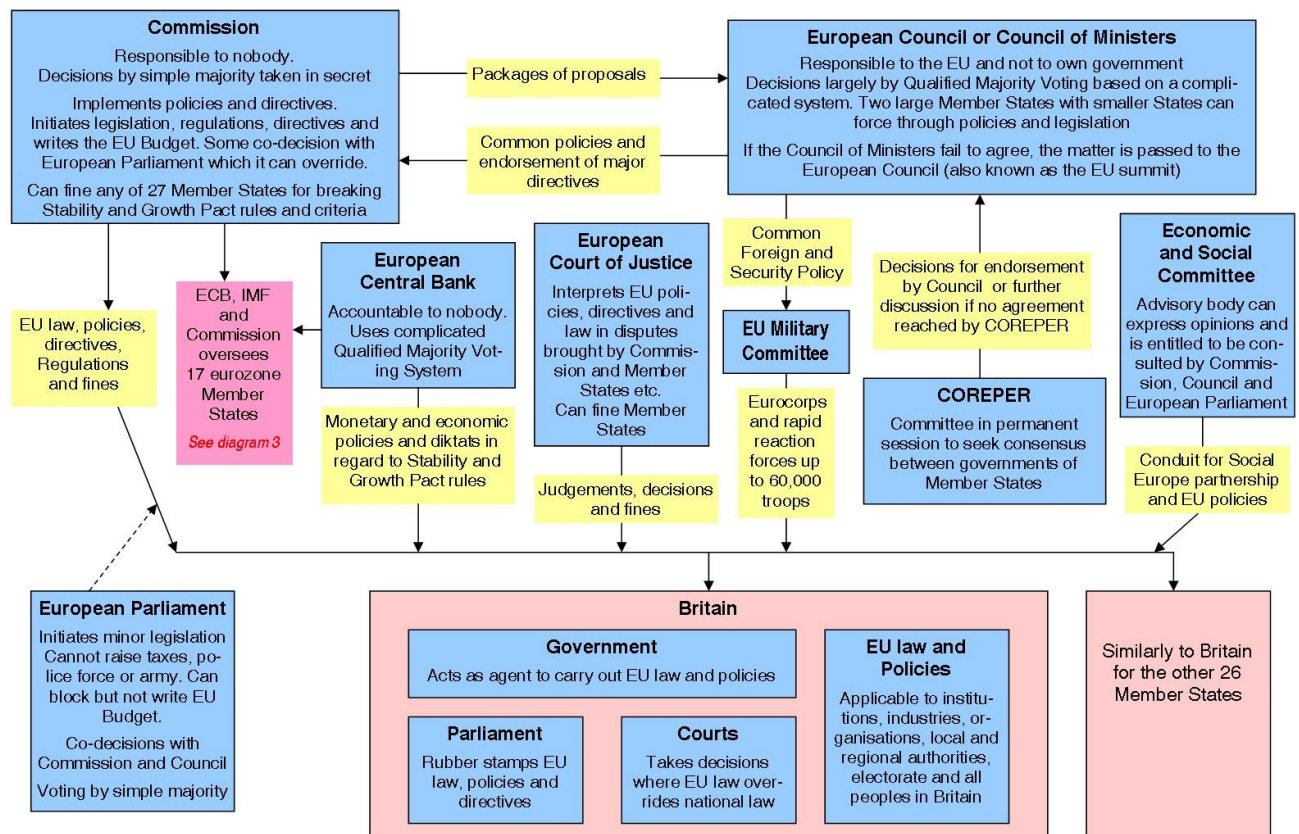 Commission
Responsible to nobody.
Decisions by simple majority taken in secret
Implements policies and directives.
Initiates legislation, regulations, directives and
writes the EU Budget. Some co-decision with
European Parliament which it can override.
Can fine any of 27 Member States for breaking
Stability and Growth Pact rules and criteria
Packages of proposals
Common policies and
endorsement of major
directives
European Council or Council of Ministers
Responsible to the EU and not to own government
Decisions largely by Qualified Majority Voting based on a compli-
cated system. Two large Member States with smaller States can
force through policies and legislation
If the Council of Ministers fail to agree, the matter is passed to the
European Council (also known as the EU summit)
EU law, policies,
directives,
Regulations
and fines
ECB, IMF
and
Commission
oversees
17 eurozone
Member
States
See diagram 3
European
Central Bank
Accountable to nobody.
Uses complicated
Qualified Majority Vot-
ing System
Monetary and economic
policies and diktats in
regard to Stability and
Growth Pact rules
European
Court of Justice
Interprets EU poli-
cies, directives and
law in disputes
brought by Commis-
sion and Member
States etc.
Can fine Member
States
Judgements, decisions
and fines
Common
Foreign and
Security Policy
EU Military
Committee
Eurocorps
and rapid
reaction
forces up
to 60,000
troops
Decisions for endorsement
by Council or further
discussion if no agreement
reached by COREPER
COREPER
Committee in permanent
session to seek consensus
between governments of
Member States
Economic
and Social
Committee
Advisory body can
express opinions and
is entitled to be con-
sulted by Commis-
sion, Council and
European Parliament
Conduit for Social
Europe partnership
and EU policies
European Parliament
Initiates minor legislation
Cannot raise taxes, po-
lice force or army. Can
block but not write EU
Budget.
Co-decisions with
Commission and Council
Voting by simple majority
Britain
Government
Acts as agent to carry out EU law and policies
Parliament
Rubber stamps EU
law, policies and
directives
Courts
Takes decisions
where EU law over-
rides national law
EU law and
Policies
Applicable to institu-
tions, industries, or-
ganisations, local and
regional authorities,
electorate and all
peoples in Britain
Similarly to Britain
for the other 26
Member States